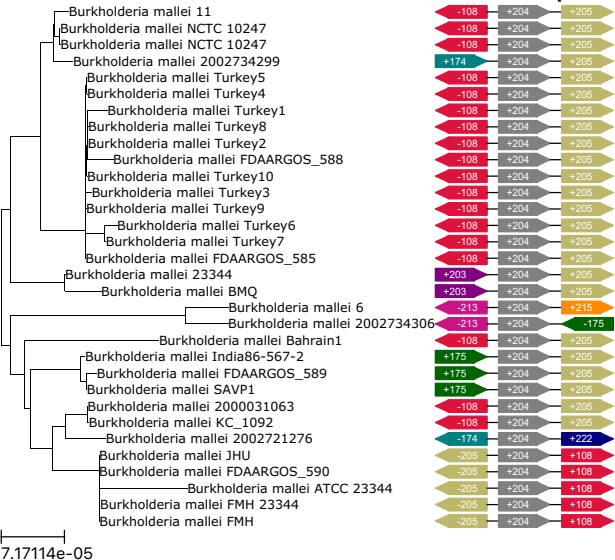 Burkholderia mallei 11 -108 +204 +205
Burkholderia mallei NCTC 10247 -108 +204 +205
Burkholderia mallei NCTC 10247 -108 +204 +205
Burkholderia mallei 2002734299 +174 +204 +205
Burkholderia mallei Turkey5 -108 +204 +205
Burkholderia mallei Turkey4 -108 +204 +205
Burkholderia mallei Turkey1 -108 +204 +205
Burkholderia mallei Turkey8 -108 +204 +205
Burkholderia mallei Turkey2 -108 +204 +205
Burkholderia mallei FDAARGOS_588 -108 +204 +205
Burkholderia mallei Turkey10 -108 +204 +205
Burkholderia mallei Turkey3 -108 +204 +205
Burkholderia mallei Turkey9 -108 +204 +205
Burkholderia mallei Turkey6 -108 +204 +205
Burkholderia mallei Turkey7 -108 +204 +205
Burkholderia mallei FDAARGOS_585 -108 +204 +205
Burkholderia mallei 23344 +203 +204 +205
Burkholderia mallei BMQ +203 +204 +205
Burkholderia mallei 6 -213 +204 +215
Burkholderia mallei 2002734306 -213 +204 -175
Burkholderia mallei Bahrain1 -108 +204 +205
Burkholderia mallei India86-567-2 +175 +204 +205
Burkholderia mallei FDAARGOS_589 +175 +204 +205
Burkholderia mallei SAVP1 +175 +204 +205
Burkholderia mallei 2000031063 -108 +204 +205
Burkholderia mallei KC_1092 -108 +204 +205
Burkholderia mallei 2002721276 -174 +204 +222
Burkholderia mallei JHU -205 +204 +108
Burkholderia mallei FDAARGOS_590 -205 +204 +108
Burkholderia mallei ATCC 23344 -205 +204 +108
Burkholderia mallei FMH 23344 -205 +204 +108
Burkholderia mallei FMH -205 +204 +108
7.17114e-05